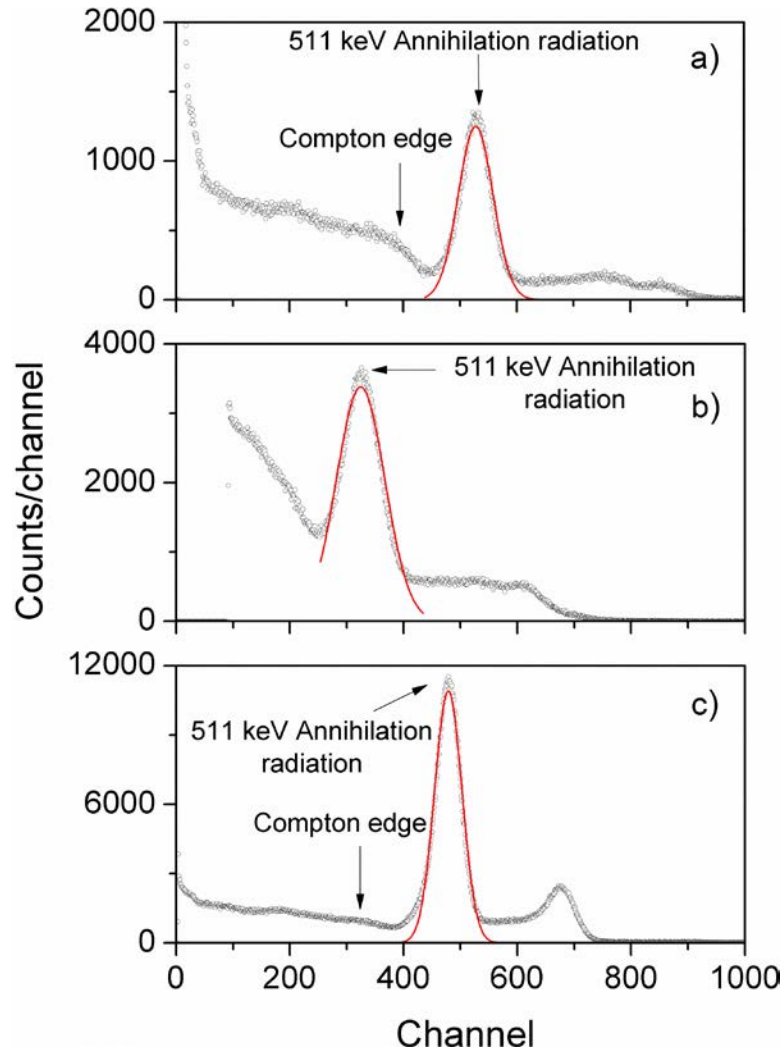 2000
1000
0
511 keV Annihilation radiation
a)
Compton edge
4000
2000
0
511 keV Annihilation
radiation
b)
Counts/channel
12000
6000
0
511 keV Annihilation
radiation
c)
Compton edge
0 200 400 600 800 1000
Channel